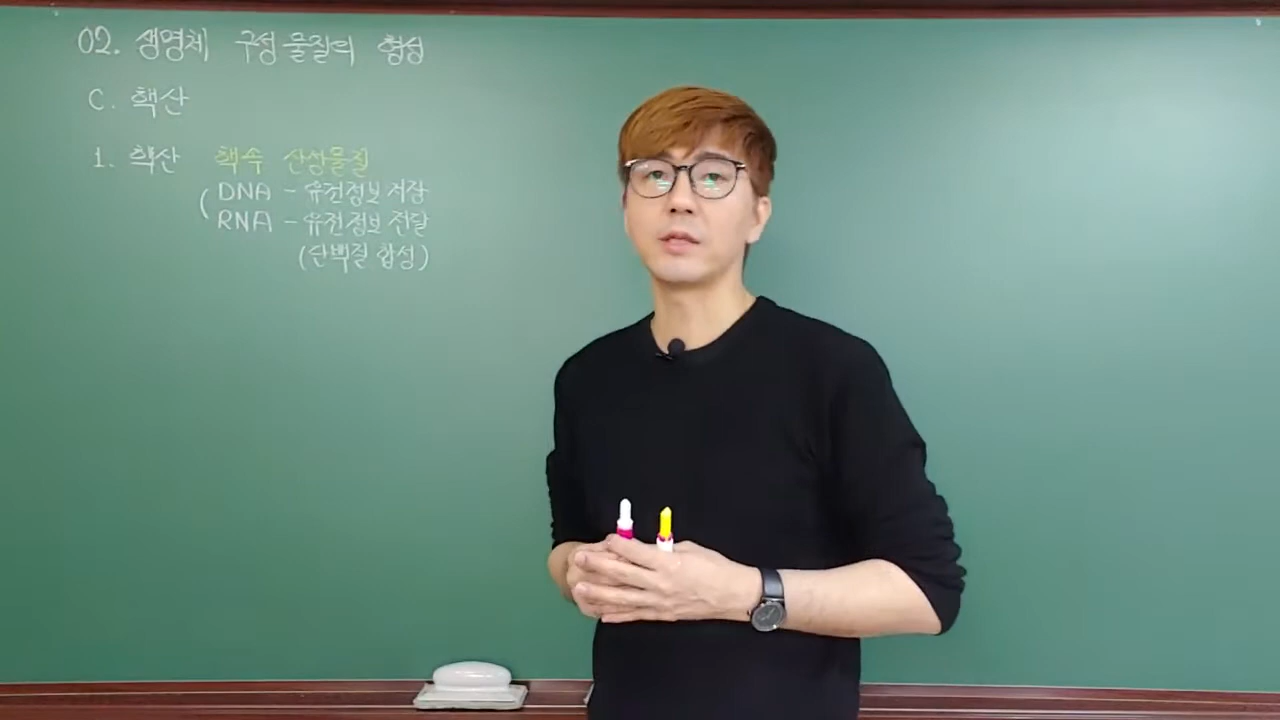 02. 생명체 구성 물질의 형성
C. 핵산
1. 핵산 핵속 산성물질
DNA - 유전정보 저장
RNA - 유전정보 전달
(단백질 합성)